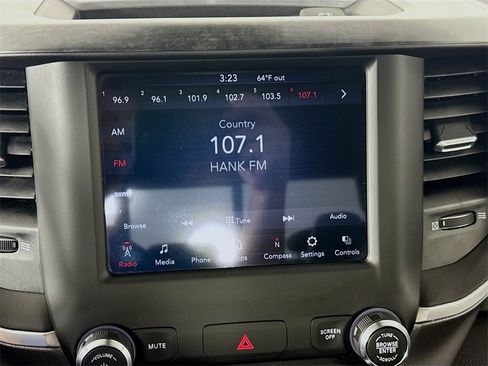 3:23 64°F out
1 96.9 2 96.1 3 101.9 4 102.7 5 103.5 6 107.1
AM
Country
107.1
FM
HANK FM
sxm
Browse Tune Audio
Radio Media Phone Apps N Compass Settings Controls
VOLUME MUTE SCREEN OFF TUNE BROWSE ENTER SCROLL